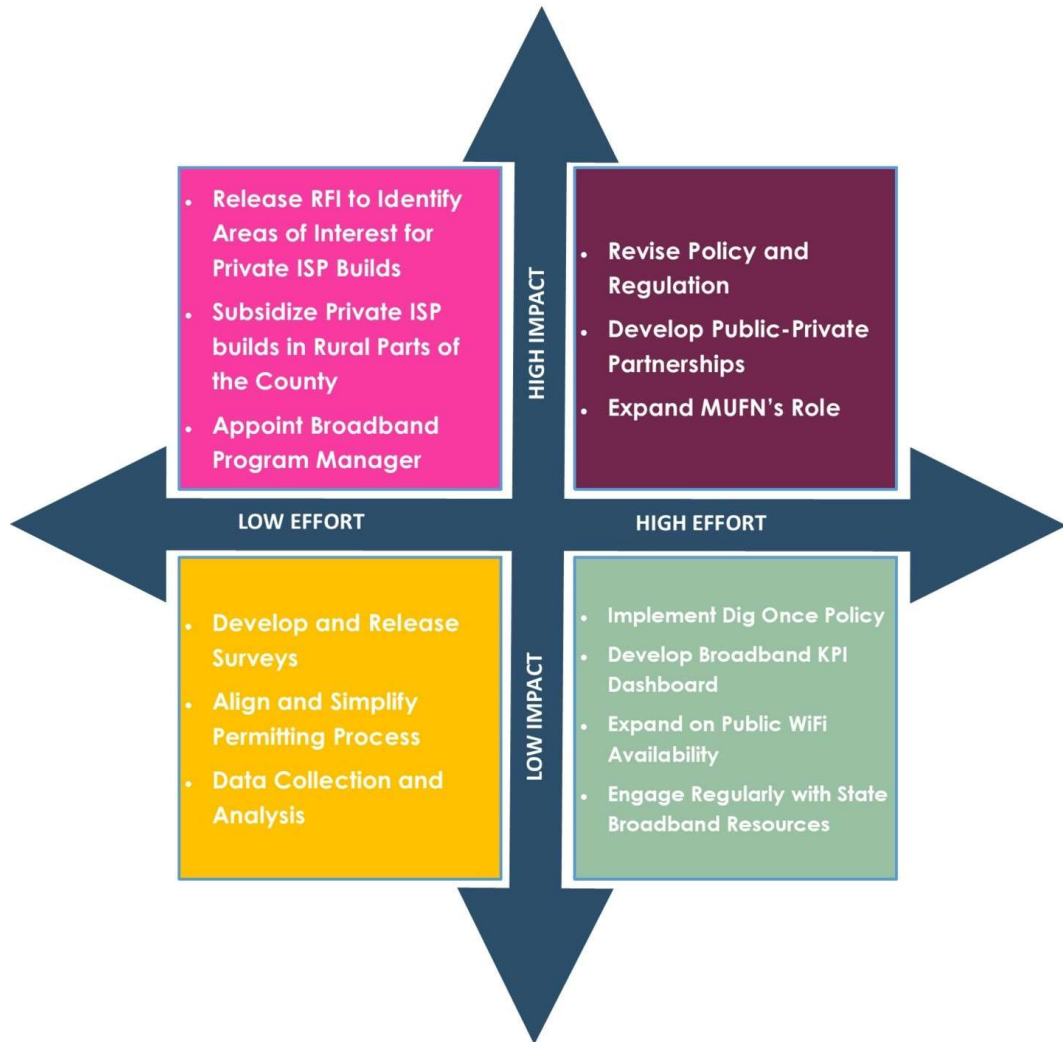 Release RFI to Identify
Areas of Interest for
Private ISP Builds
Subsidize Private ISP
builds in Rural Parts of
the County
Appoint Broadband
Program Manager
HIGH IMPACT
Revise Policy and
Regulation
Develop Public-Private
Partnerships
Expand MUFN’s Role
LOW EFFORT
HIGH EFFORT
Develop and Release
Surveys
Align and Simplify
Permitting Process
Data Collection and
Analysis
LOW IMPACT
Implement Dig Once Policy
Develop Broadband KPI
Dashboard
Expand on Public WiFi
Availability
Engage Regularly with State
Broadband Resources